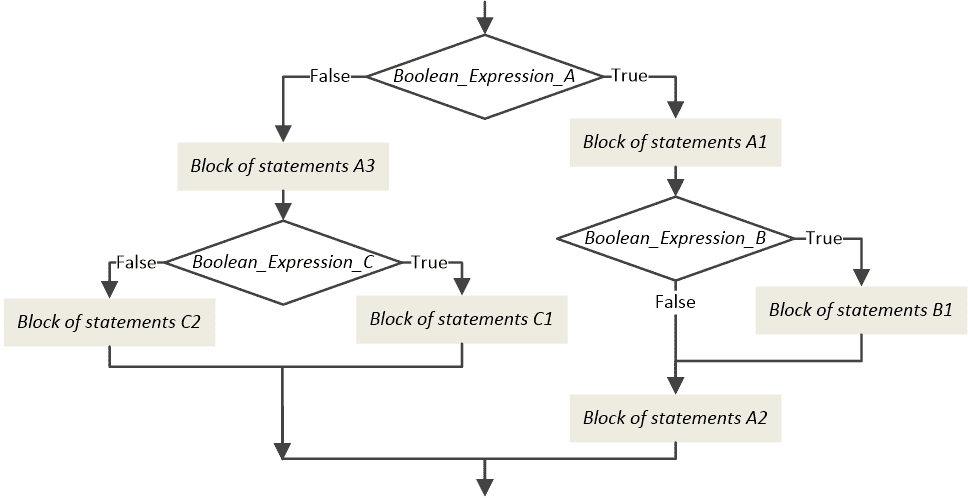 Boolean_Expression_A
False
True
Block of statements A1
Block of statements A3
Boolean_Expression_B
True
Boolean_Expression_C
False
True
False
Block of statements B1
Block of statements C2
Block of statements C1
Block of statements A2